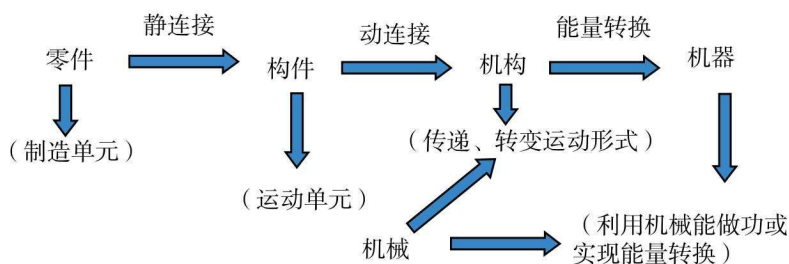 静连接
动连接
能量转换
零件
构件
机构
机器
（制造单元）
（传递、转变运动形式）
（运动单元）
机械
（利用机械能做功或
实现能量转换）